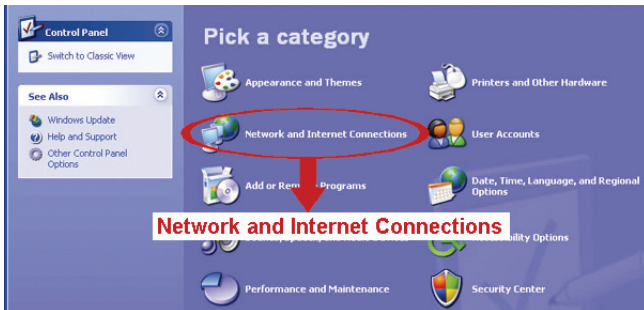 Control Panel
Switch to Classic View
See Also
Windows Update
Help and Support
Other Control Panel
Options
Pick a category
Appearance and Themes
Printers and Other Hardware
Network and Internet Connections
User Accounts
Add or Remove Programs
Date, Time, Language, and Regional
Options
Network and Internet Connections
Options
Performance and Maintenance
Security Center